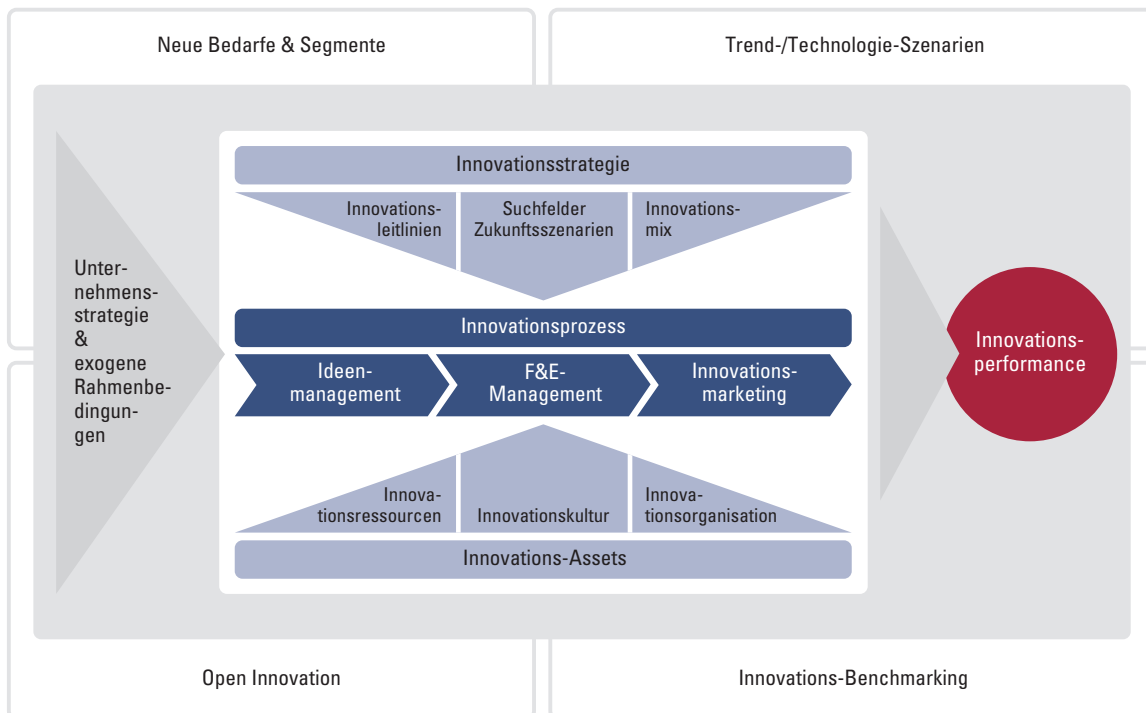 Neue Bedarfe & Segmente
Trend-/Technologie-Szenarien
Unter-
nehmens-
strategie
&
exogene
Rahmenbe-
dingun-
gen
Innovationsstrategie
Innovations-
leitlinien
Suchfelder
Zukunftsszenarien
Innovations-
mix
Innovationsprozess
Ideen-
management
F&E-
Management
Innovations-
marketing
Innova-
tionsressourcen
Innovationskultur
Innova-
tionsorganisation
Innovations-Assets
Innovations-
performance
Open Innovation
Innovations-Benchmarking